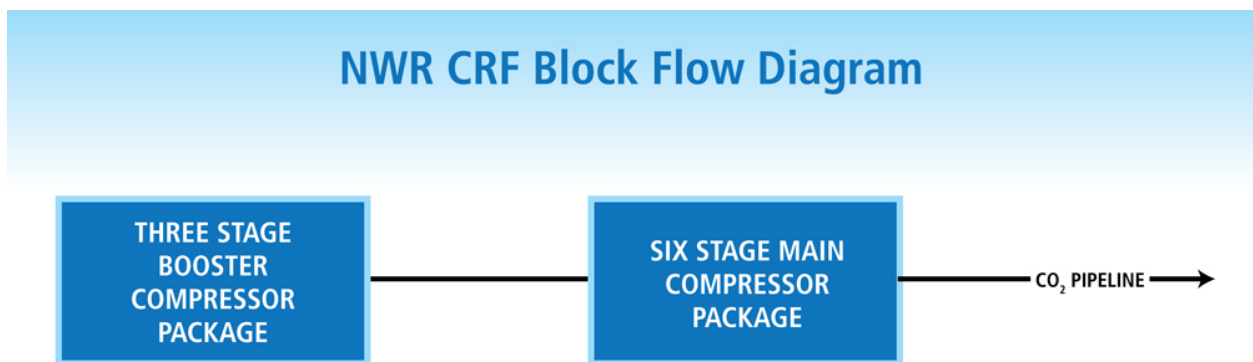 NWR CRF Block Flow Diagram
THREE STAGE
BOOSTER
COMPRESSOR
PACKAGE
SIX STAGE MAIN
COMPRESSOR
PACKAGE
CO₂ PIPELINE